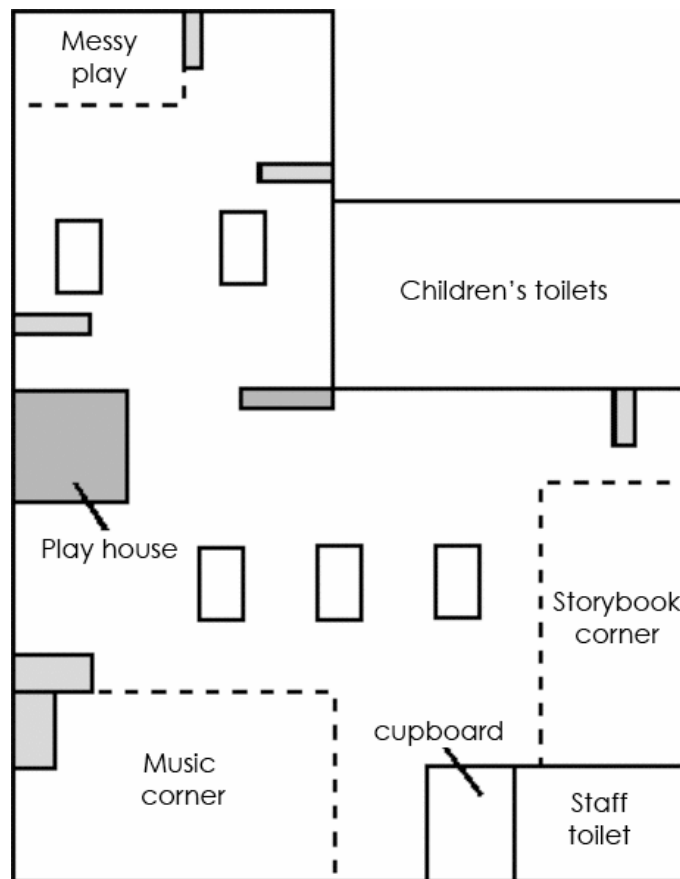 Messy
play
Children's toilets
Play house
Storybook
corner
cupboard
Music
corner
Staff
toilet